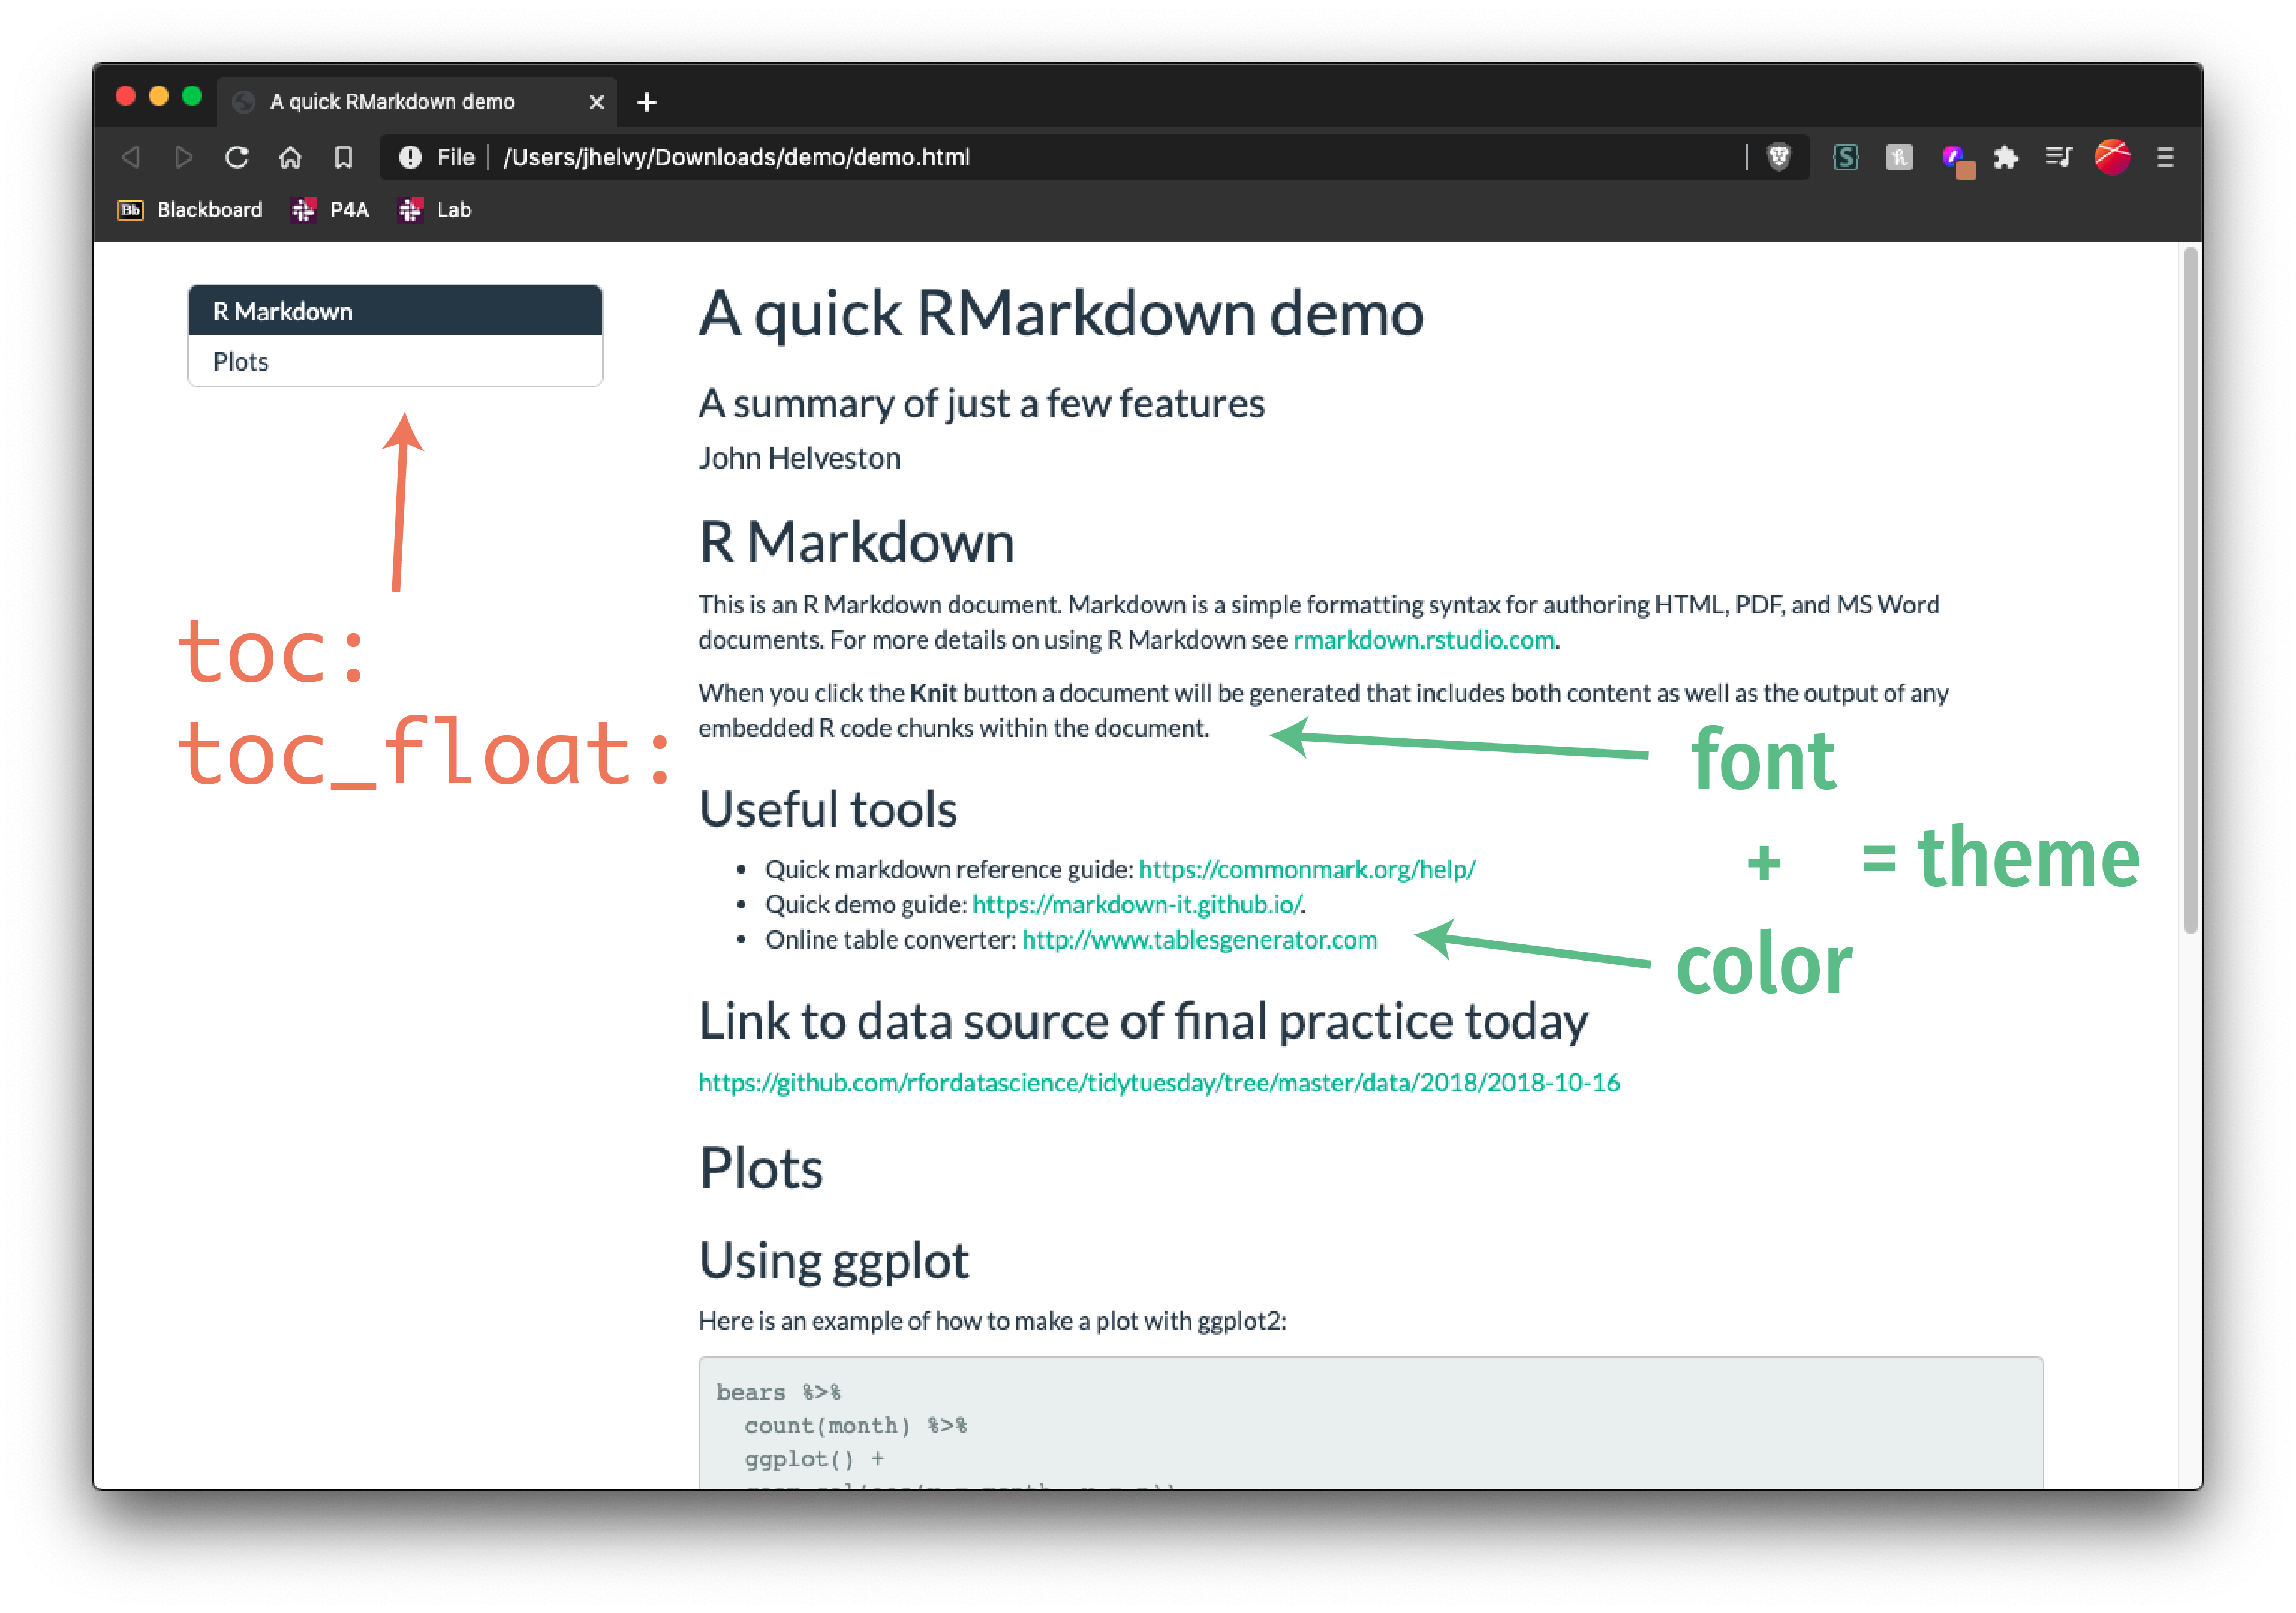 A quick RMarkdown demo
File /Users/jhelvy/Downloads/demo/demo.html
Bb Blackboard P4A Lab
R Markdown
Plots
toc:
toc_float:
A quick RMarkdown demo
A summary of just a few features
John Helveston
R Markdown
This is an R Markdown document. Markdown is a simple formatting syntax for authoring HTML, PDF, and MS Word
documents. For more details on using R Markdown see rmarkdown.rstudio.com.
When you click the Knit button a document will be generated that includes both content as well as the output of any
embedded R code chunks within the document.
font
+ = theme
color
Useful tools
• Quick markdown reference guide: https://commonmark.org/help/
• Quick demo guide: https://markdown-it.github.io/.
• Online table converter: http://www.tablesgenerator.com
Link to data source of final practice today
https://github.com/rfordatascience/tidytuesday/tree/master/data/2018/2018-10-16
Plots
Using ggplot
Here is an example of how to make a plot with ggplot2:
bears %>%
count(month) %>%
ggplot() +